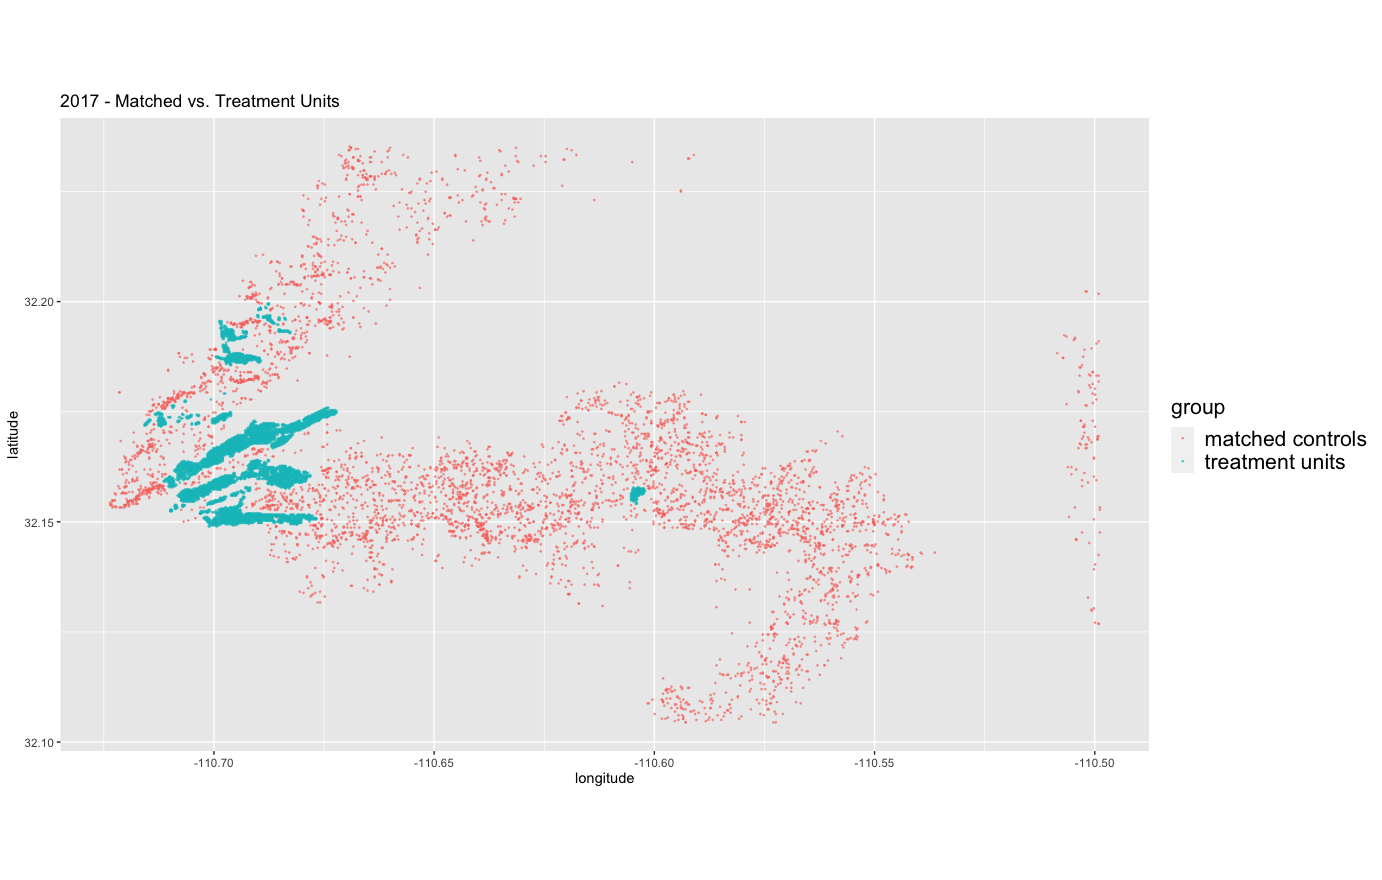 2017 - Matched vs. Treatment Units
latitude
32.20
32.15
32.10
-110.70
-110.65
-110.60
-110.55
-110.50
longitude
group
matched controls
treatment units